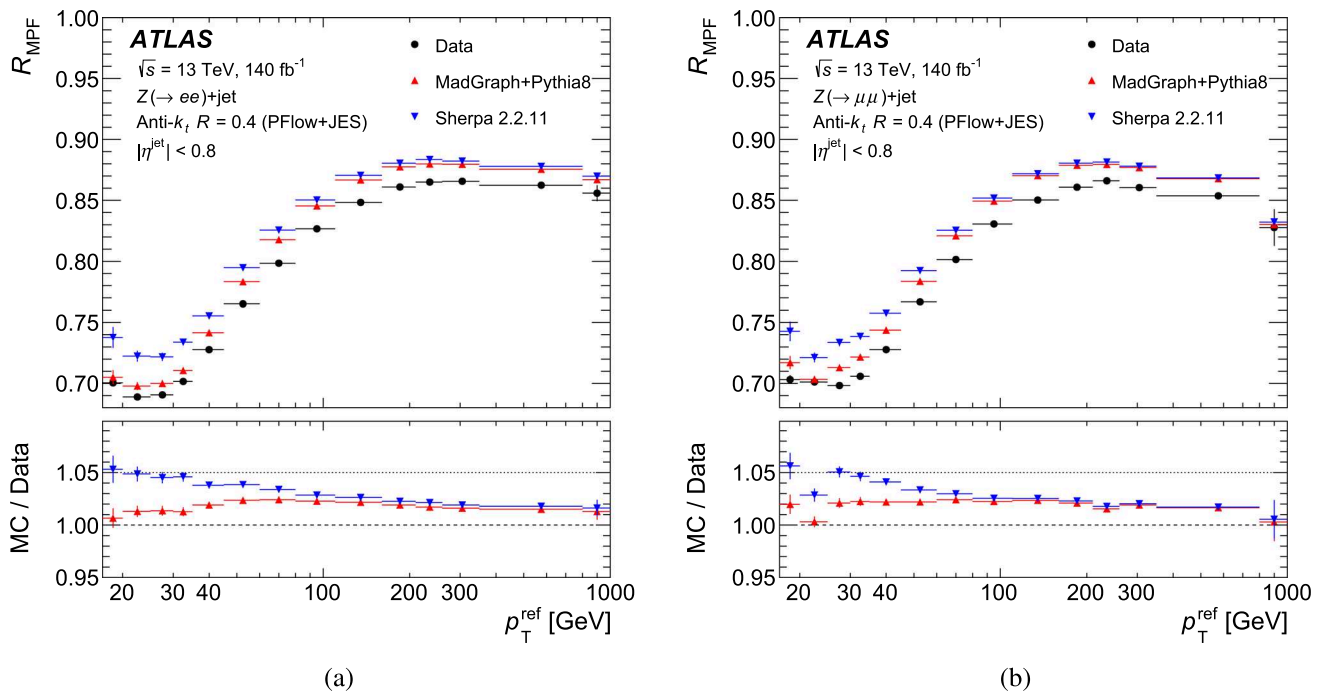 R_MPF
1.00
0.95
0.90
0.85
0.80
0.75
0.70
ATLAS
√s = 13 TeV, 140 fb⁻¹
Z(→ ee)+jet
Anti-k_t R = 0.4 (PFlow+JES)
|η^jet| < 0.8
Data
MadGraph+Pythia8
Sherpa 2.2.11
MC / Data
1.05
1.00
0.95
20 30 40 100 200 300 1000
p_T^ref [GeV]
(a)
R_MPF
1.00
0.95
0.90
0.85
0.80
0.75
0.70
ATLAS
√s = 13 TeV, 140 fb⁻¹
Z(→ μμ)+jet
Anti-k_t R = 0.4 (PFlow+JES)
|η^jet| < 0.8
Data
MadGraph+Pythia8
Sherpa 2.2.11
MC / Data
1.05
1.00
0.95
20 30 40 100 200 300 1000
p_T^ref [GeV]
(b)